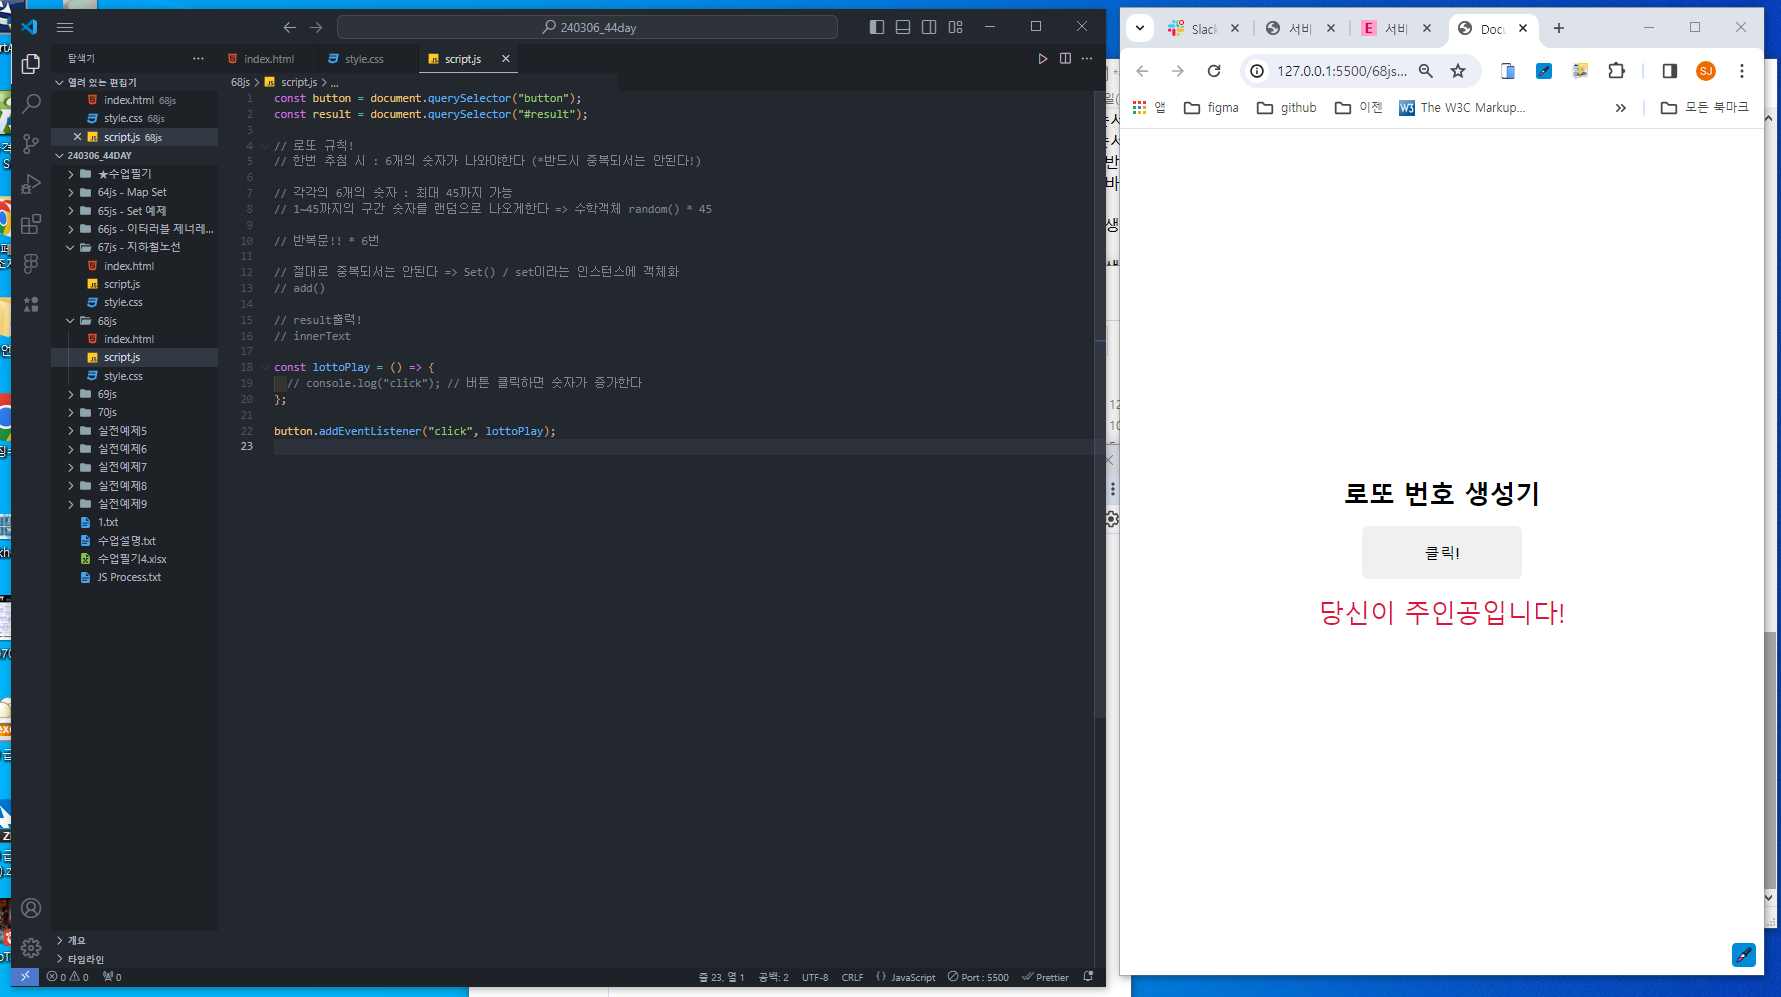 240306_44day
탐색기
index.html
style.css
script.js
열려 있는 편집기
index.html 68js
style.css 68js
script.js 68js
240306_44DAY
★수업필기
64js - Map Set
65js - Set 예제
66js - 이터러블 제너레...
67js - 지하철노선
index.html
script.js
style.css
68js
index.html
script.js
style.css
69js
70js
실전예제5
실전예제6
실전예제7
실전예제8
실전예제9
1.txt
수업설명.txt
수업필기4.xlsx
JS Process.txt
개요
타임라인
68js > script.js > ...
1 const button = document.querySelector("button");
2 const result = document.querySelector("#result");
3
4 // 로또 규칙!
5 // 한번 추첨 시 : 6개의 숫자가 나와야한다 (*반드시 중복되서는 안된다!)
6
7 // 각각의 6개의 숫자 : 최대 45까지 가능
8 // 1~45까지의 구간 숫자를 랜덤으로 나오게한다 => 수학객체 random() * 45
9
10 // 반복문!! * 6번
11
12 // 절대로 중복되서는 안된다 => Set() / set이라는 인스턴스에 객체화
13 // add()
14
15 // result출력!
16 // innerText
17
18 const lottoPlay = () => {
19 // console.log("click"); // 버튼 클릭하면 숫자가 증가한다
20 };
21
22 button.addEventListener("click", lottoPlay);
23
0 0 0
줄 23, 열 1
공백: 2
UTF-8
CRLF
{} JavaScript
Port : 5500
Prettier
Slack
서비
서비
Docu
127.0.0.1:5500/68js...
SJ
앱
figma
github
이젠
W3 The W3C Markup...
»
모든 북마크
로또 번호 생성기
클릭!
당신이 주인공입니다!